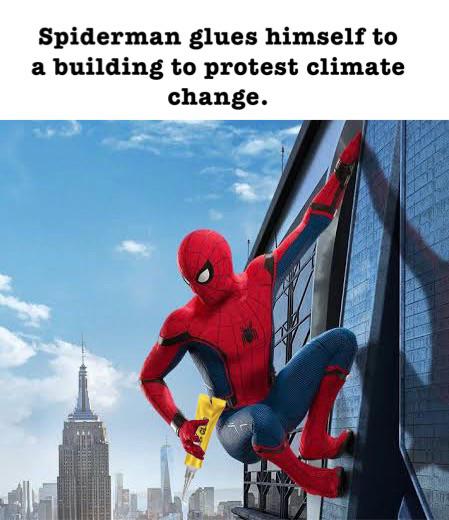 Spiderman glues himself to
a building to protest climate
change.